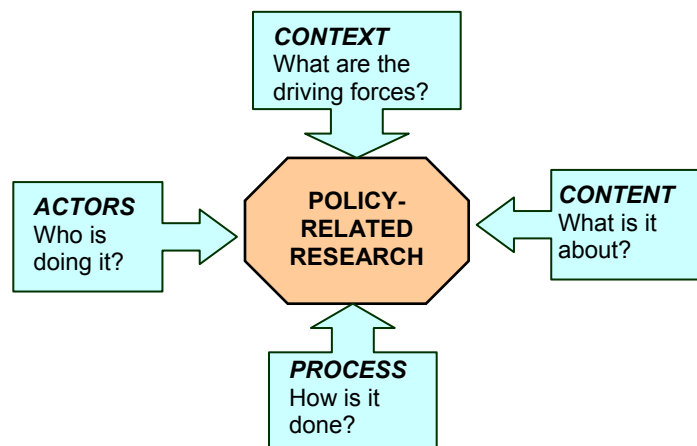 CONTEXT
What are the
driving forces?
ACTORS
Who is
doing it?
POLICY-
RELATED
RESEARCH
CONTENT
What is it
about?
PROCESS
How is it
done?